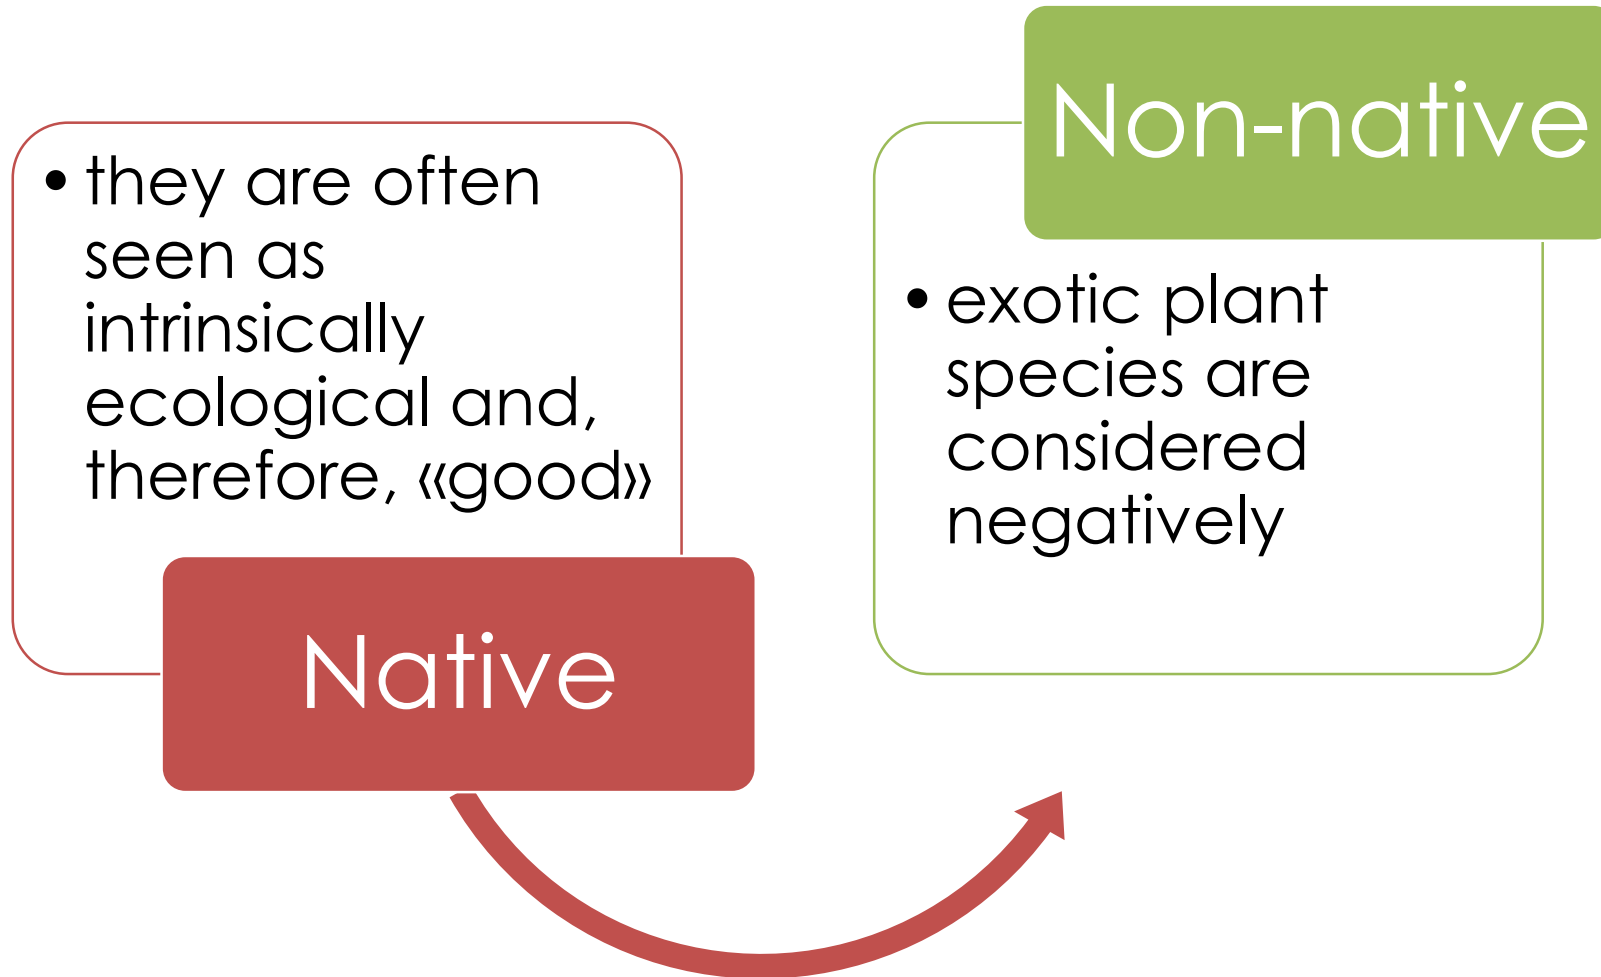 • they are often
seen as
intrinsically
ecological and,
therefore, «good»
Native
Non-native
• exotic plant
species are
considered
negatively